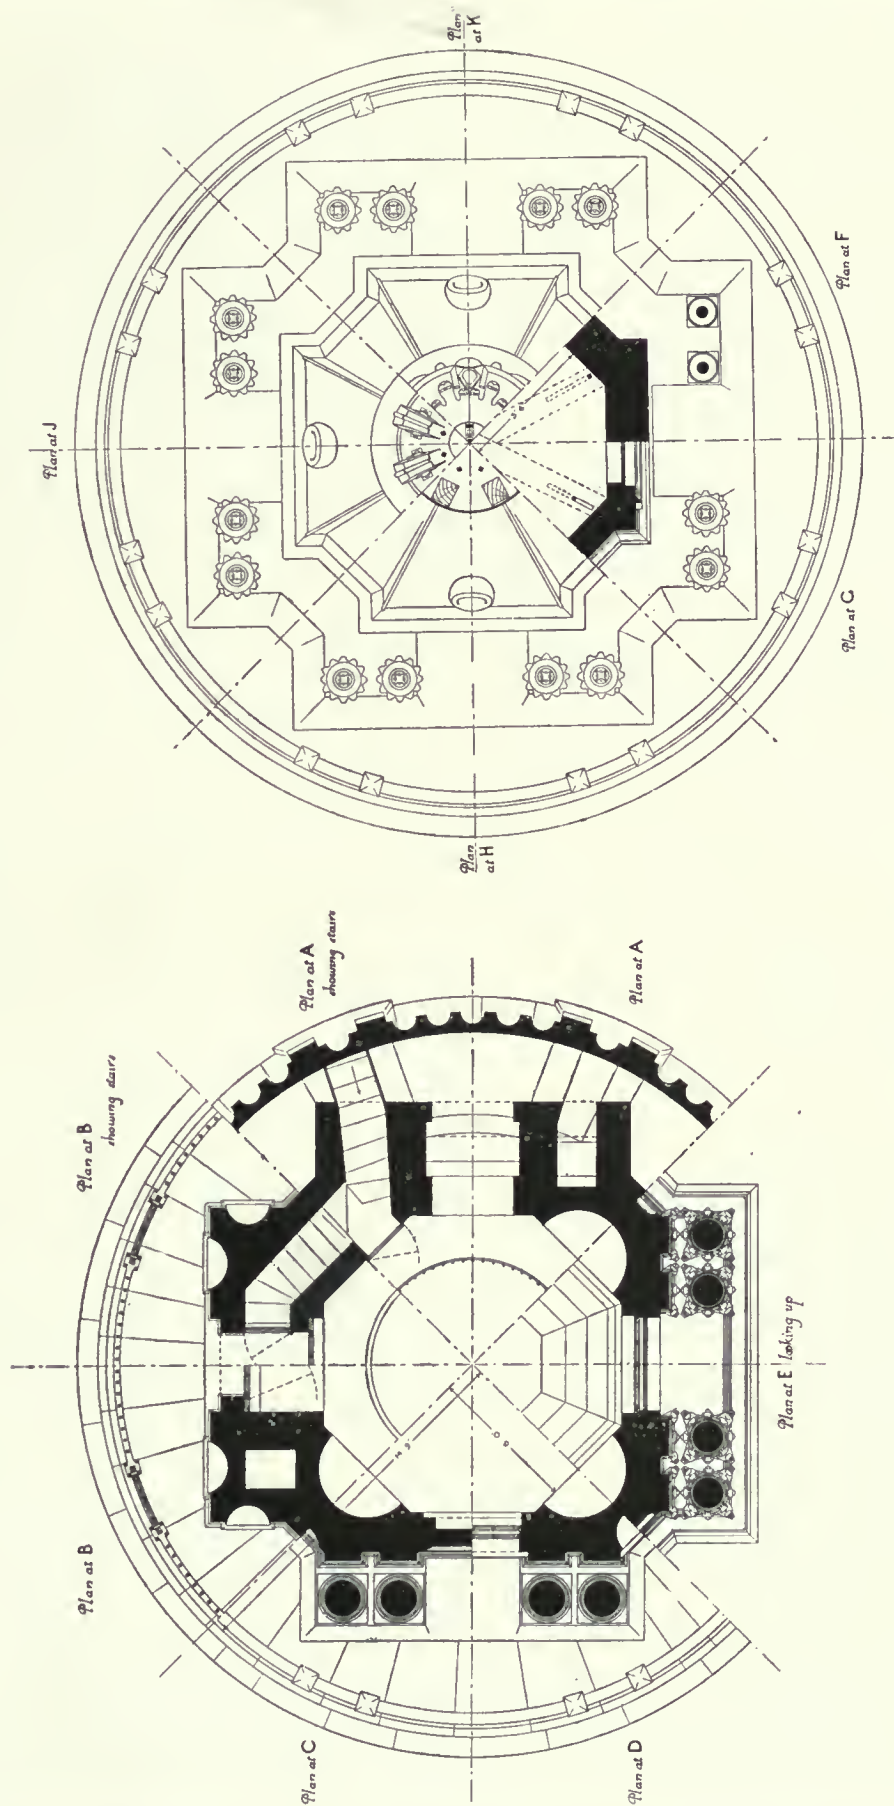 Plan
at K
Plan at J
Plan at F
Plan at G
Plan
at H
Plan at A
showing stairs
Plan at A
Plan at B
showing stairs
Plan at E looking up
Plan at B
Plan at C
Plan at D